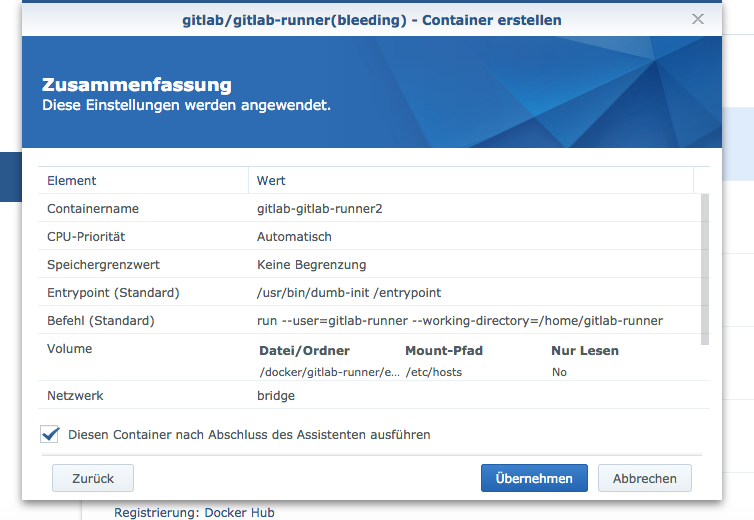 gitlab/gitlab-runner(bleeding) - Container erstellen
Zusammenfassung
Diese Einstellungen werden angewendet.
Element Wert
Containername gitlab-gitlab-runner2
CPU-Priorität Automatisch
Speichergrenzwert Keine Begrenzung
Entrypoint (Standard) /usr/bin/dumb-init /entrypoint
Befehl (Standard) run --user=gitlab-runner --working-directory=/home/gitlab-runner
Volume Datei/Ordner Mount-Pfad Nur Lesen
/docker/gitlab-runner/e... /etc/hosts No
Netzwerk bridge
Diesen Container nach Abschluss des Assistenten ausführen
Zurück Übernehmen Abbrechen
Registrierung: Docker Hub